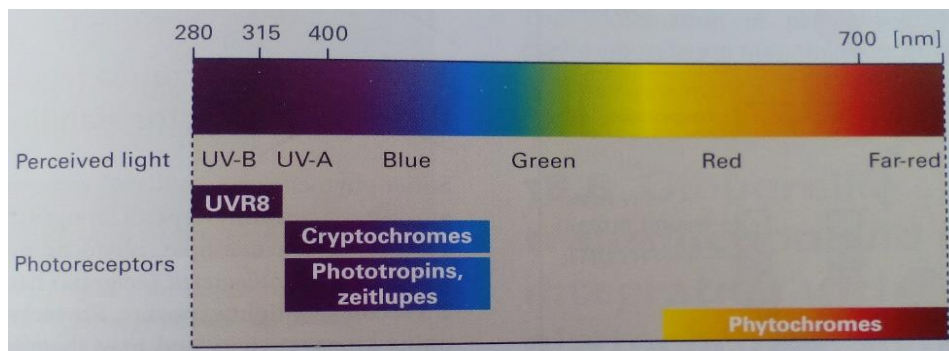 280 315 400 700 [nm]
Perceived light UV-B UV-A Blue Green Red Far-red
UVR8
Cryptochromes
Photoreceptors
Phototropins,
zeitlupes
Phytochromes